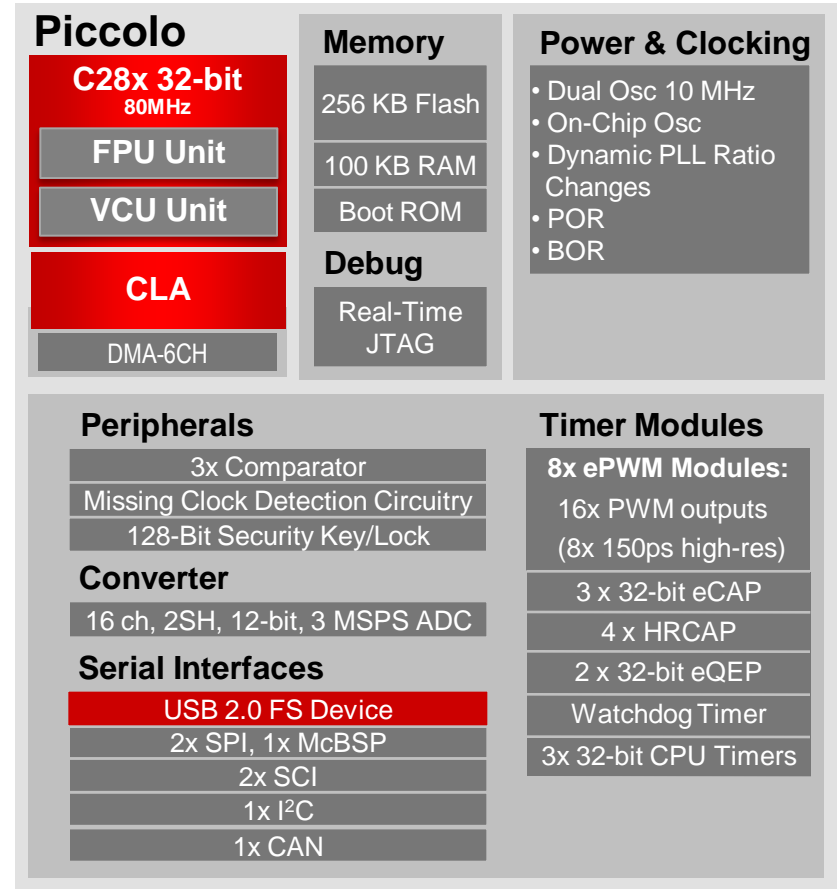 Piccolo
C28x 32-bit
80MHz
FPU Unit
VCU Unit
CLA
DMA-6CH
Memory
256 KB Flash
100 KB RAM
Boot ROM
Debug
Real-Time
JTAG
Power & Clocking
• Dual Osc 10 MHz
• On-Chip Osc
• Dynamic PLL Ratio
Changes
• POR
• BOR
Peripherals
3x Comparator
Missing Clock Detection Circuitry
128-Bit Security Key/Lock
Converter
16 ch, 2SH, 12-bit, 3 MSPS ADC
Serial Interfaces
USB 2.0 FS Device
2x SPI, 1x McBSP
2x SCI
1x I²C
1x CAN
Timer Modules
8x ePWM Modules:
16x PWM outputs
(8x 150ps high-res)
3 x 32-bit eCAP
4 x HRCAP
2 x 32-bit eQEP
Watchdog Timer
3x 32-bit CPU Timers